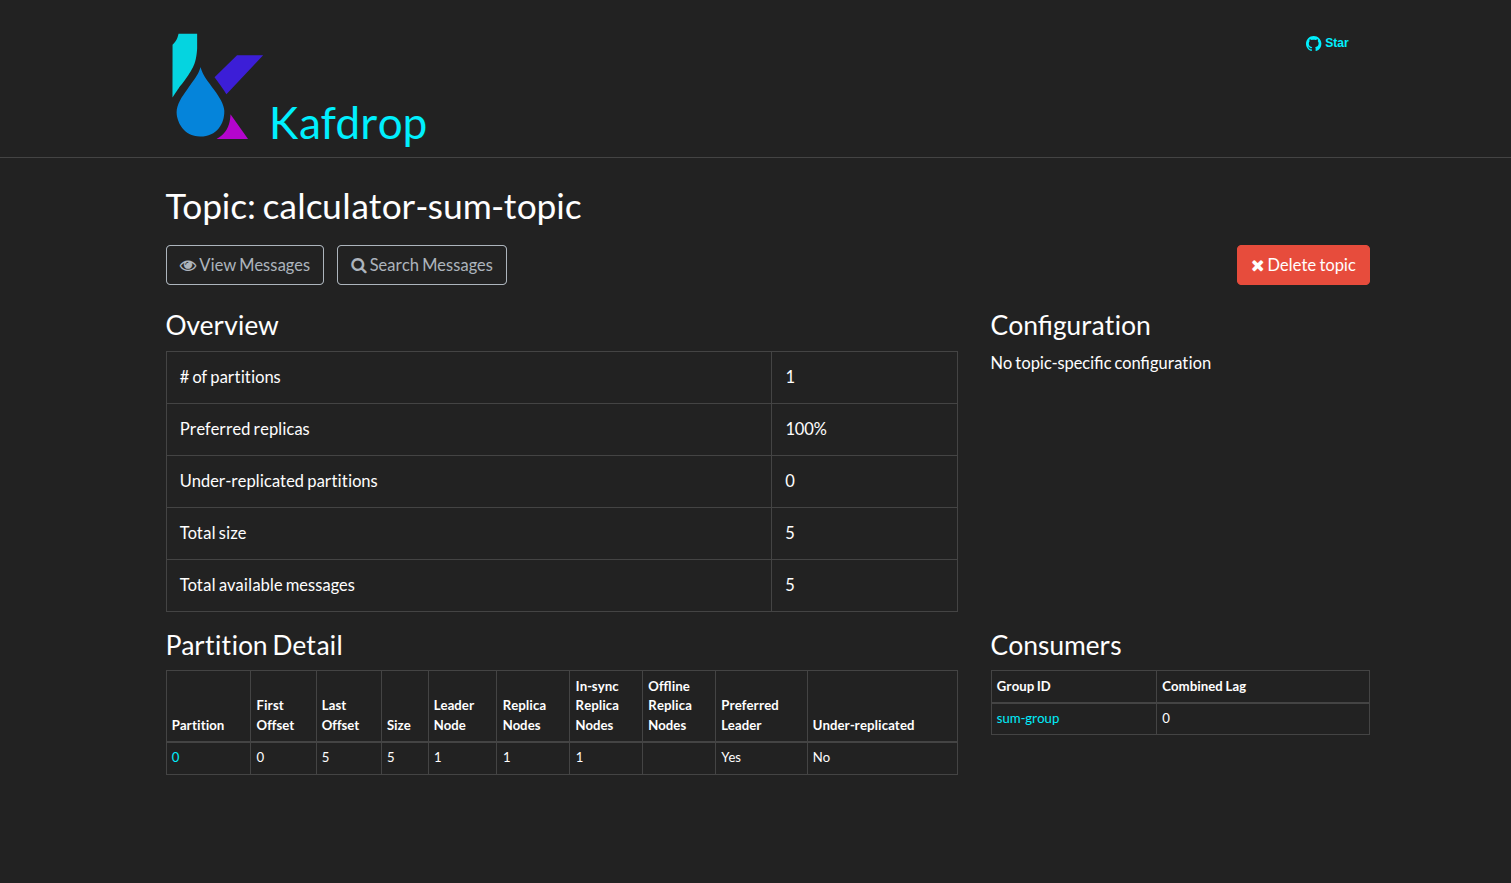 Kafdrop
Star
Topic: calculator-sum-topic
View Messages
Search Messages
Delete topic
Overview
# of partitions 1
Preferred replicas 100%
Under-replicated partitions 0
Total size 5
Total available messages 5
Configuration
No topic-specific configuration
Partition Detail
Partition First Offset Last Offset Size Leader Node Replica Nodes In-sync Replica Nodes Offline Replica Nodes Preferred Leader Under-replicated
0 0 5 5 1 1 1 Yes No
Consumers
Group ID Combined Lag
sum-group 0